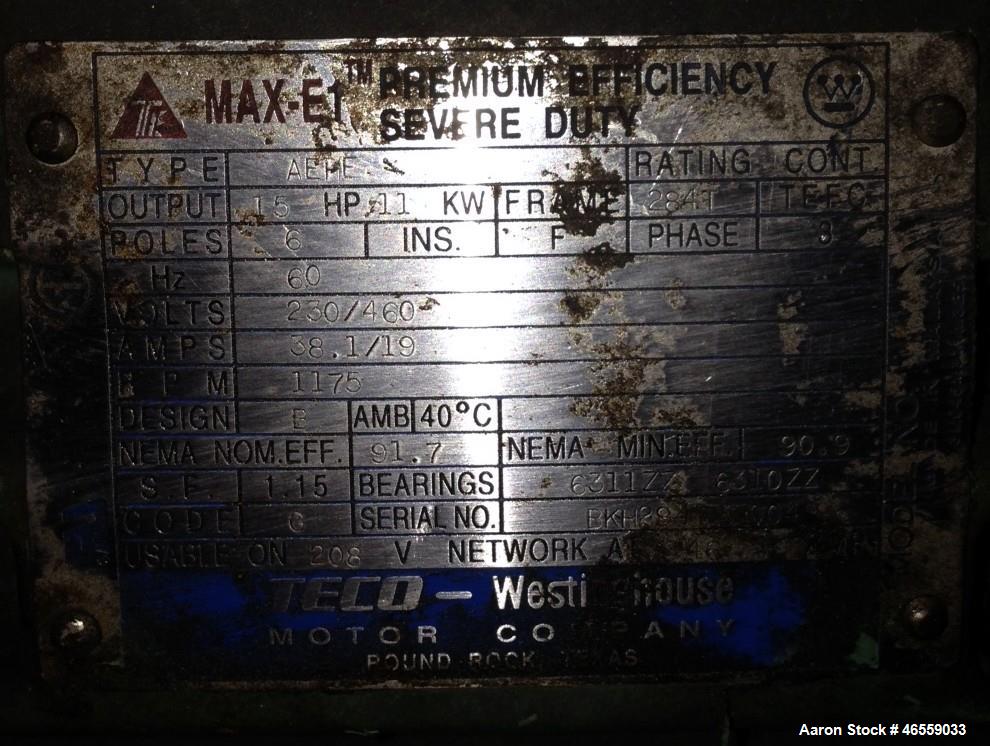 MAX-E1™ PREMIUM EFFICIENCY
SEVERE DUTY
TYPE RATING CONT
OUTPUT 15 HP/11 KW FRAME 284T TEFC
POLES 6 INS. F PHASE 3
Hz 60
VOLTS 230/460
AMPS 38.1/19
RPM 1175
DESIGN B AMB 40°C
NEMA NOM.EFF. 91.7 NEMA MIN.EFF. 90.9
S.F. 1.15 BEARINGS 6311ZZ 6310ZZ
CODE G SERIAL NO.
USABLE ON 208 V NETWORK AT
TECO - Westinghouse
MOTOR COMPANY
ROUND ROCK, TEXAS
Aaron Stock # 46559033